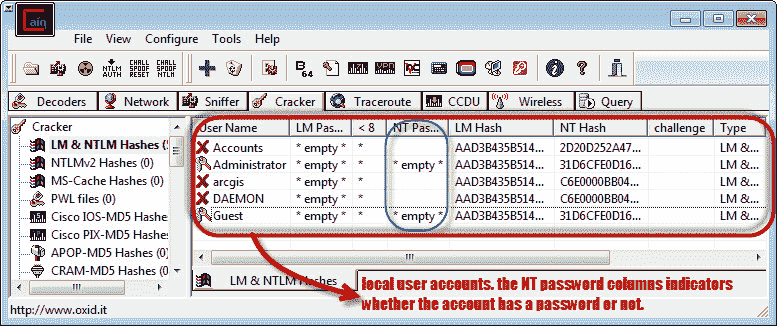 Cain
File View Configure Tools Help
NTLM AUTH CHALL SPOOF RESET CHALL SPOOF NTLM B 64
Decoders Network Sniffer Cracker Traceroute CCDU Wireless Query
Cracker
LM & NTLM Hashes (5
NTLMv2 Hashes (0)
MS-Cache Hashes (0)
PWL files (0)
Cisco IOS-MD5 Hashes
Cisco PIX-MD5 Hashes
APOP-MD5 Hashes (0)
CRAM-MD5 Hashes (0)
User Name LM Pas... < 8 NT Pas... LM Hash NT Hash challenge Type
Accounts * empty * * AAD3B435B514... 2D20D252A47... LM &...
Administrator * empty * * * empty * AAD3B435B514... 31D6CFE0D16... LM &...
arcgis * empty * * AAD3B435B514... C6E0000BB04... LM &...
DAEMON * empty * * AAD3B435B514... C6E0000BB04... LM &...
Guest * empty * * * empty * AAD3B435B514... 31D6CFE0D16... LM &...
LM & NTLM Hashes
local user accounts. the NT password columns indicators
whether the account has a password or not.
http://www.oxid.it